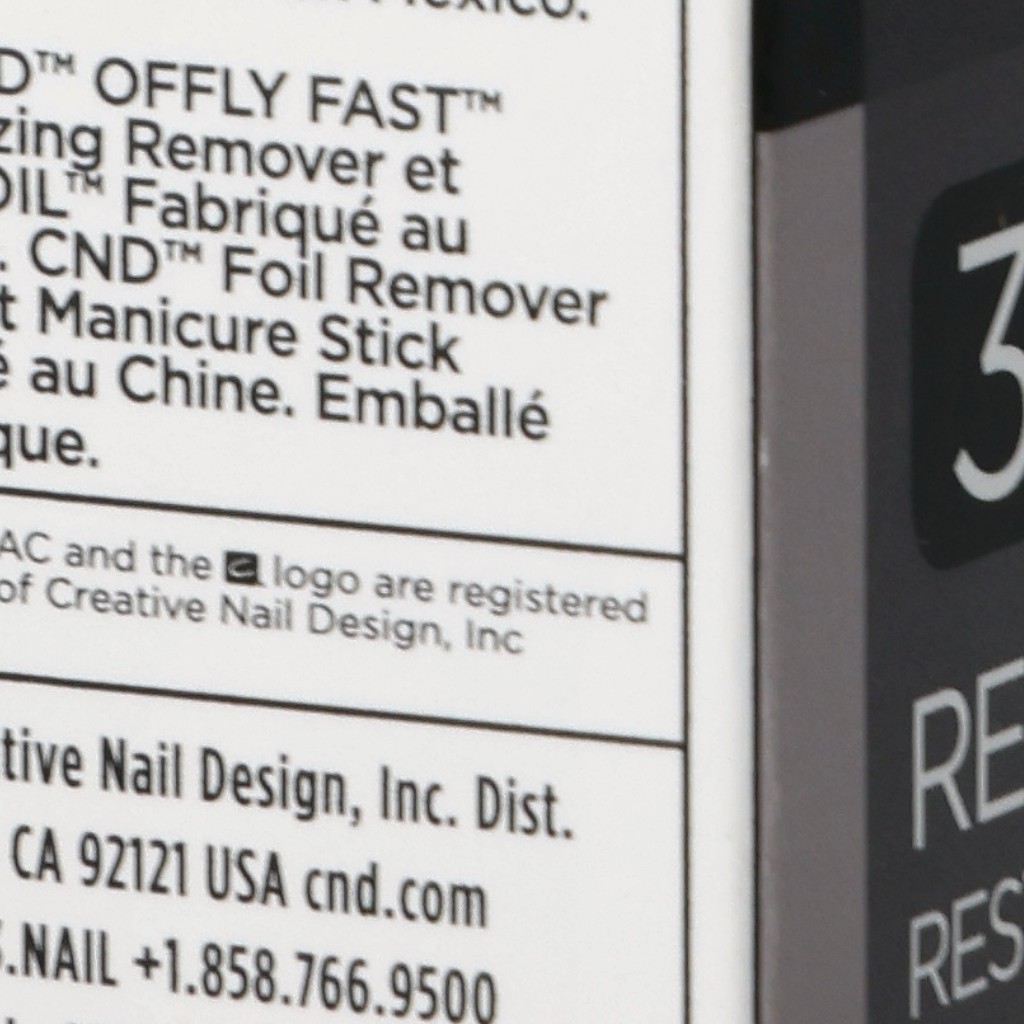 Mexico.
D™ OFFLY FAST™
zing Remover et
OIL™ Fabriqué au
. CND™ Foil Remover
t Manicure Stick
é au Chine. Emballé
que.
AC and the logo are registered
of Creative Nail Design, Inc
tive Nail Design, Inc. Dist.
CA 92121 USA cnd.com
.NAIL +1.858.766.9500
3
RE
RES